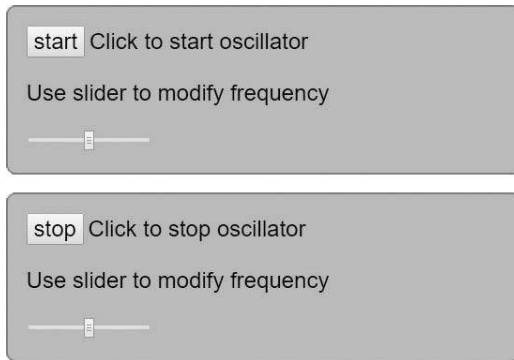 start Click to start oscillator
Use slider to modify frequency
stop Click to stop oscillator
Use slider to modify frequency